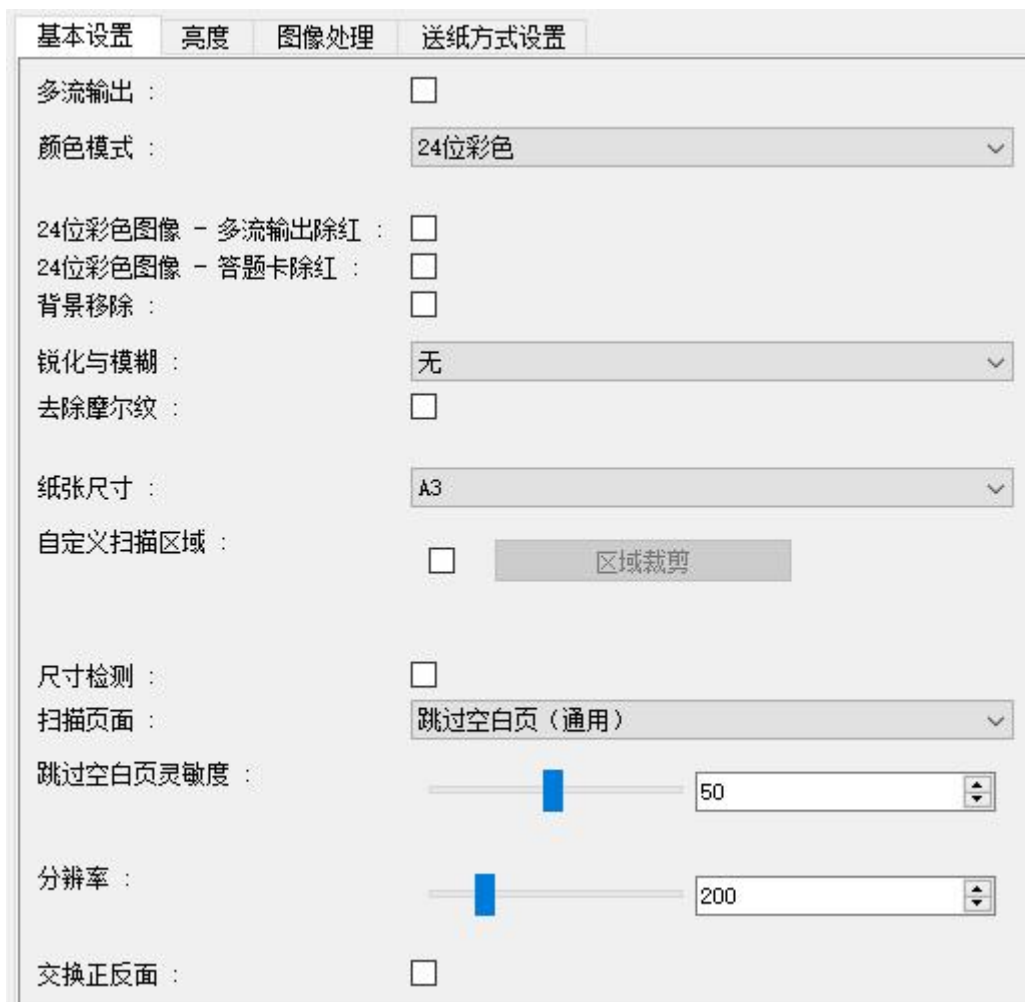 基本设置 亮度 图像处理 送纸方式设置
多流输出 :
颜色模式 : 24位彩色
24位彩色图像 - 多流输出除红 :
24位彩色图像 - 答题卡除红 :
背景移除 :
锐化与模糊 : 无
去除摩尔纹 :
纸张尺寸 : A3
自定义扫描区域 : 区域裁剪
尺寸检测 :
扫描页面 : 跳过空白页（通用）
跳过空白页灵敏度 : 50
分辨率 : 200
交换正反面 :